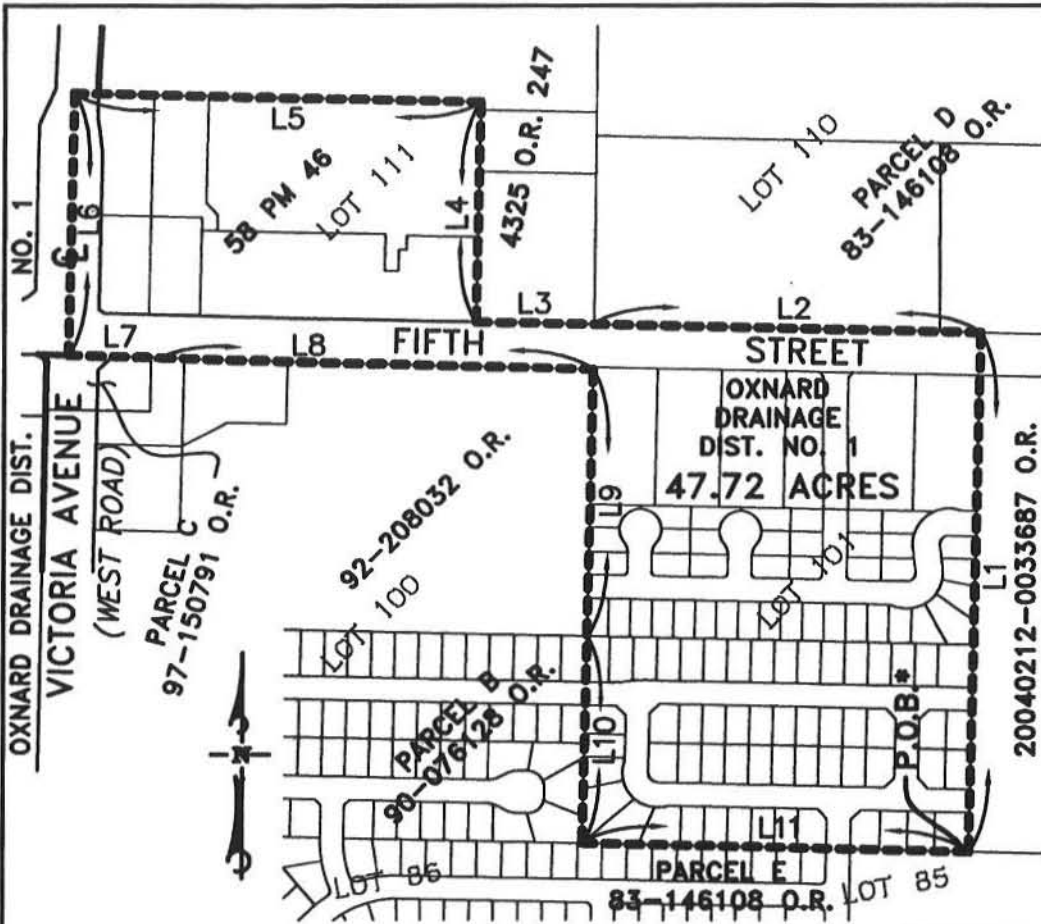 NO. 1
L5
247
4325 O.R.
58 PM 46
LOT 111
LOT 110
PARCEL D
83-146108 O.R.
L6
L4
L3
L2
L7
L8
FIFTH
STREET
OXNARD DRAINAGE DIST.
VICTORIA AVENUE
(WEST ROAD)
PARCEL C
97-150791 O.R.
OXNARD
DRAINAGE
DIST. NO. 1
47.72 ACRES
L9
92-208032 O.R.
LOT 100
LOT 101
L1
20040212-0033687 O.R.
PARCEL B
90-076128 O.R.
N
L10
P.O.B.*
L11
LOT 86
PARCEL E
83-146108 O.R.
LOT 85